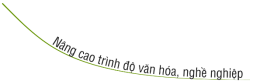 Nâng cao trình độ văn hóa, nghề nghiệp